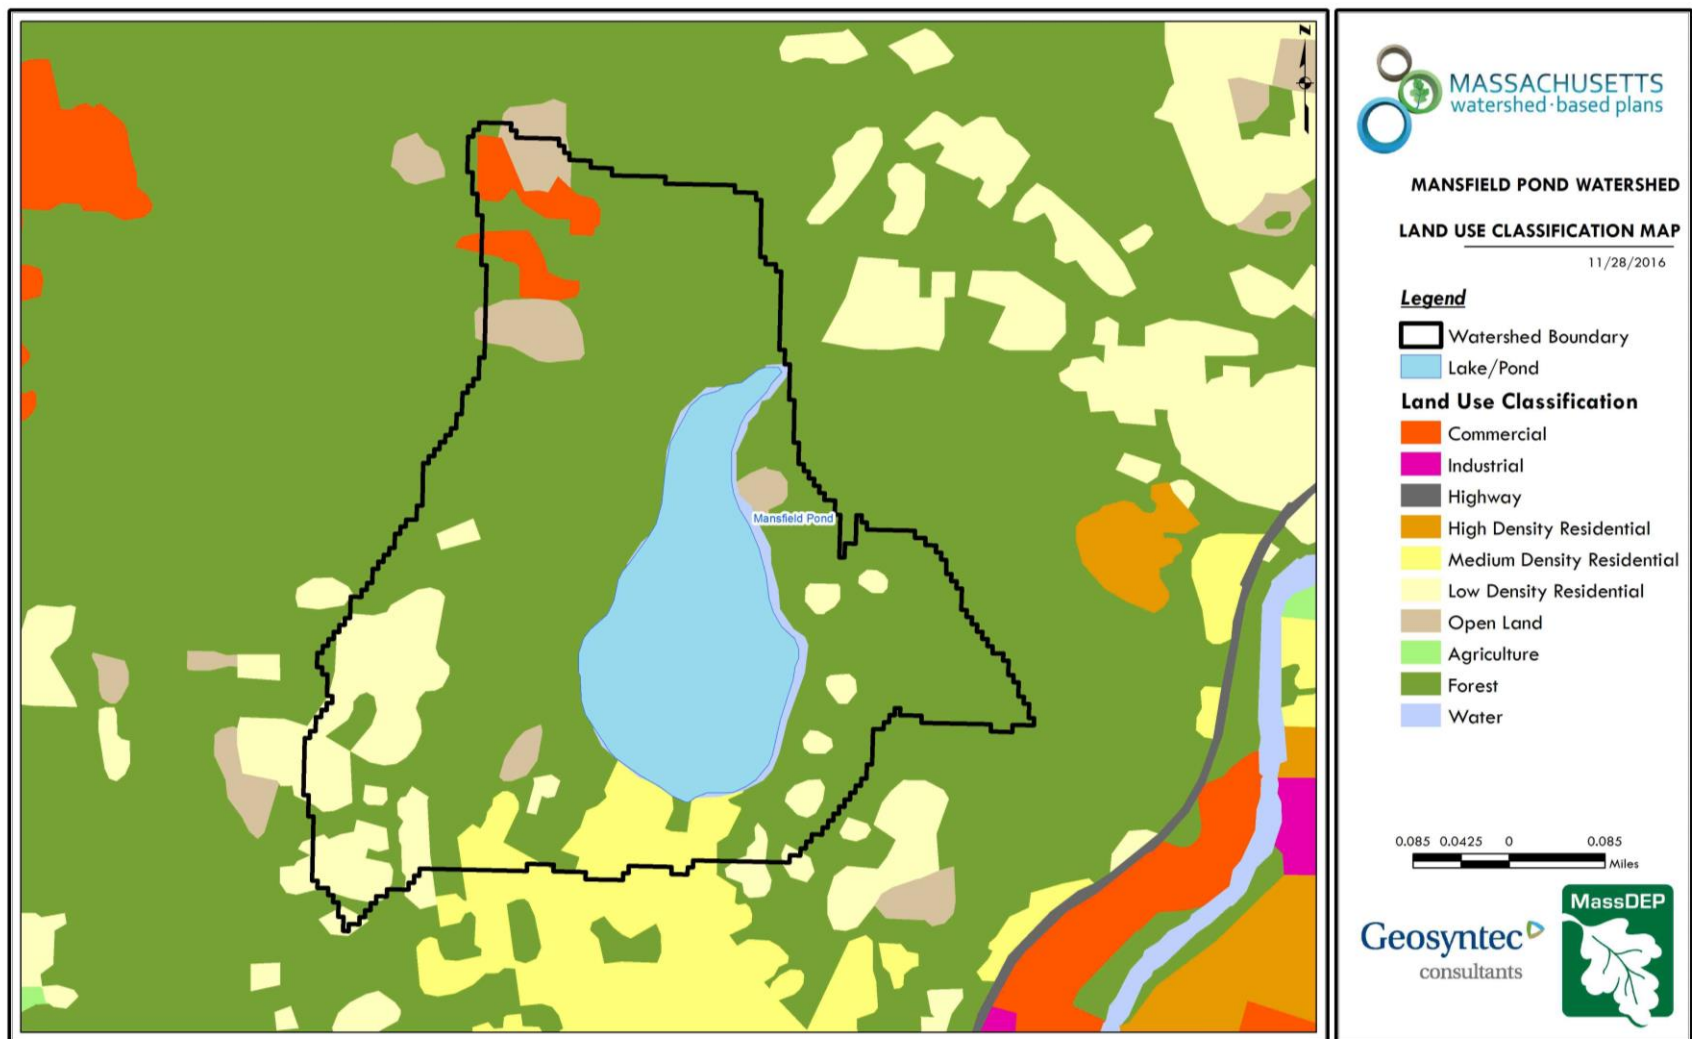 Mansfield Pond
N
MASSACHUSETTS
watershed·based plans
MANSFIELD POND WATERSHED
LAND USE CLASSIFICATION MAP
11/28/2016
Legend
Watershed Boundary
Lake/Pond
Land Use Classification
Commercial
Industrial
Highway
High Density Residential
Medium Density Residential
Low Density Residential
Open Land
Agriculture
Forest
Water
0.085 0.0425 0 0.085
Miles
Geosyntec
consultants
MassDEP